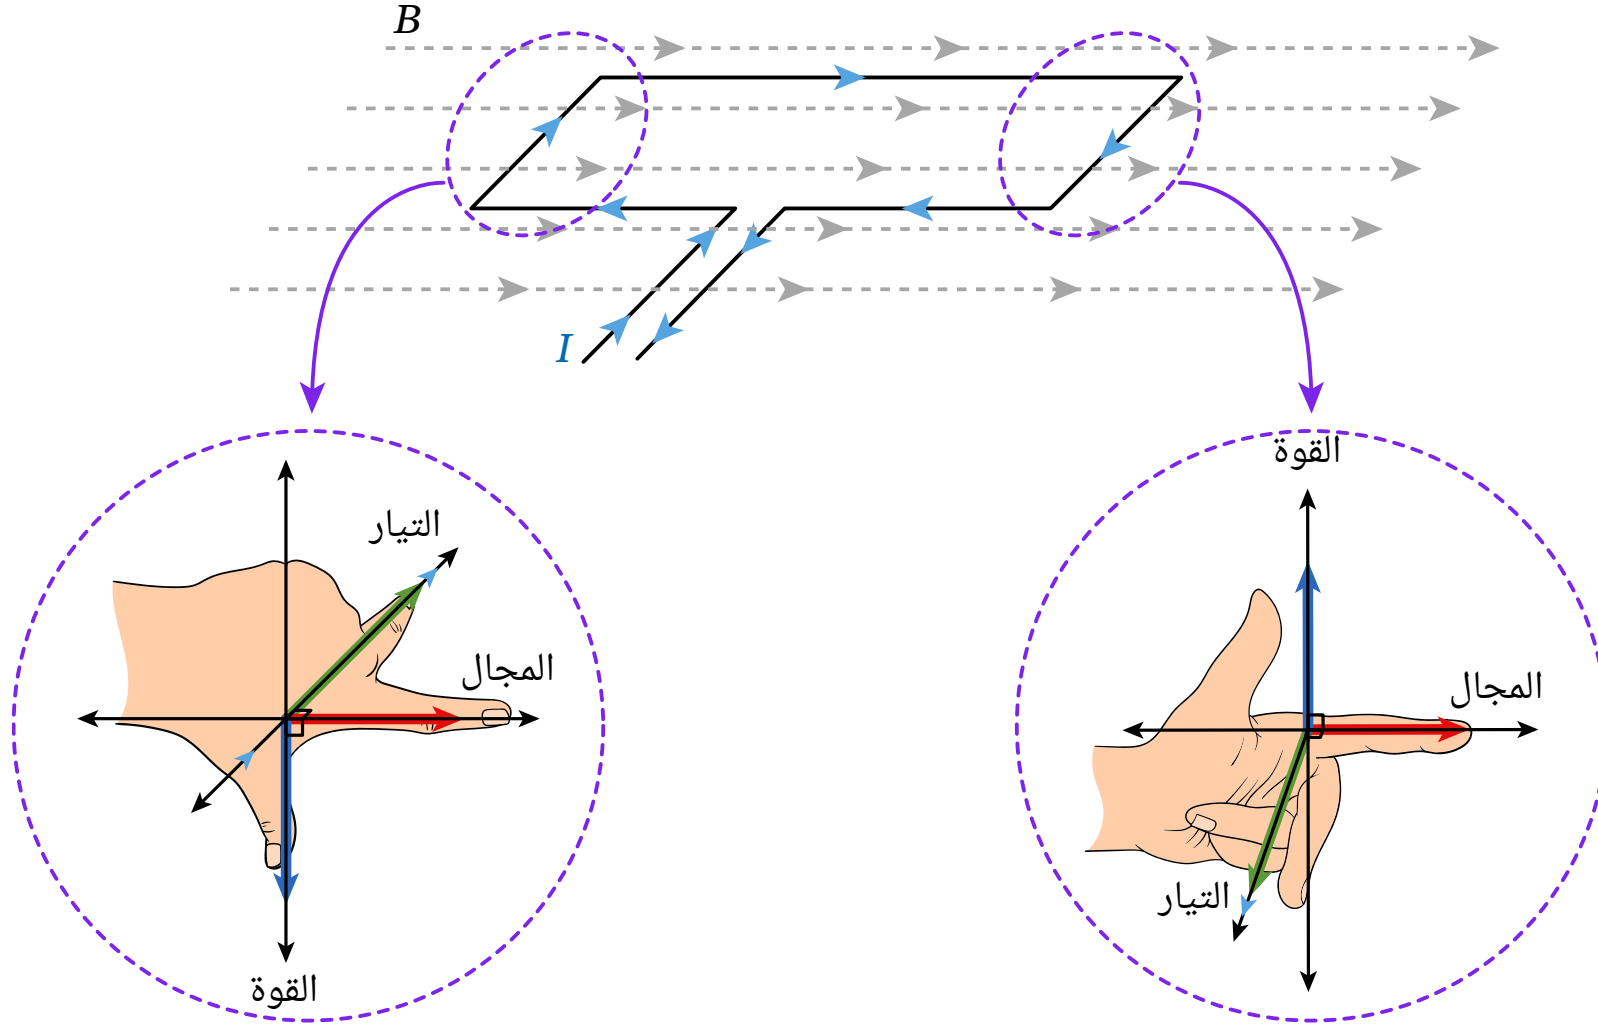 B
I
القوة
التيار
المجال
القوة
المجال
التيار